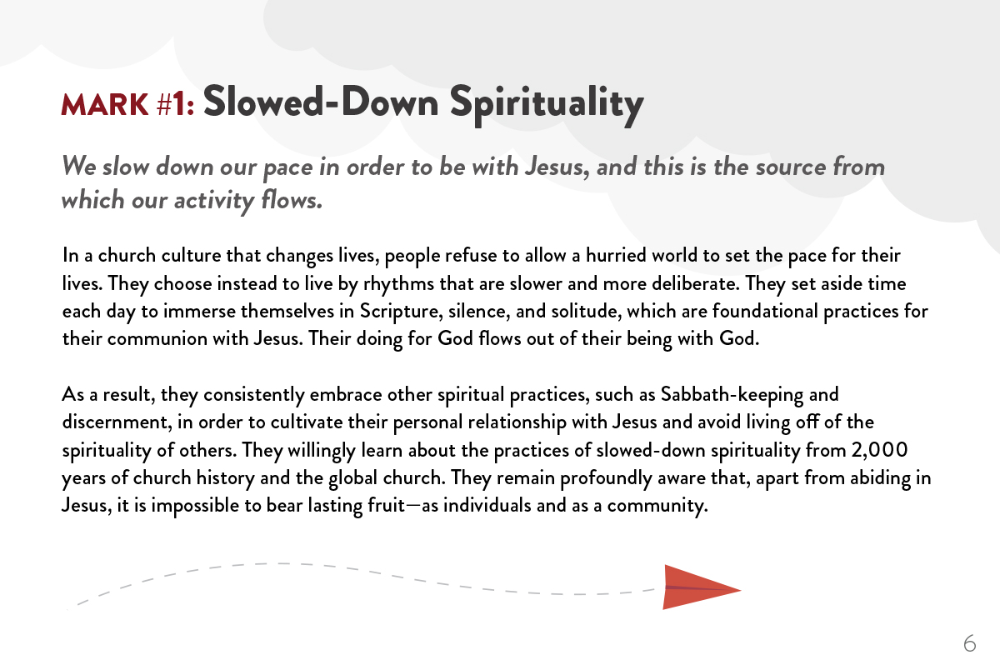 MARK #1: Slowed-Down Spirituality
We slow down our pace in order to be with Jesus, and this is the source from
which our activity flows.
In a church culture that changes lives, people refuse to allow a hurried world to set the pace for their
lives. They choose instead to live by rhythms that are slower and more deliberate. They set aside time
each day to immerse themselves in Scripture, silence, and solitude, which are foundational practices for
their communion with Jesus. Their doing for God flows out of their being with God.
As a result, they consistently embrace other spiritual practices, such as Sabbath-keeping and
discernment, in order to cultivate their personal relationship with Jesus and avoid living off of the
spirituality of others. They willingly learn about the practices of slowed-down spirituality from 2,000
years of church history and the global church. They remain profoundly aware that, apart from abiding in
Jesus, it is impossible to bear lasting fruit—as individuals and as a community.
6